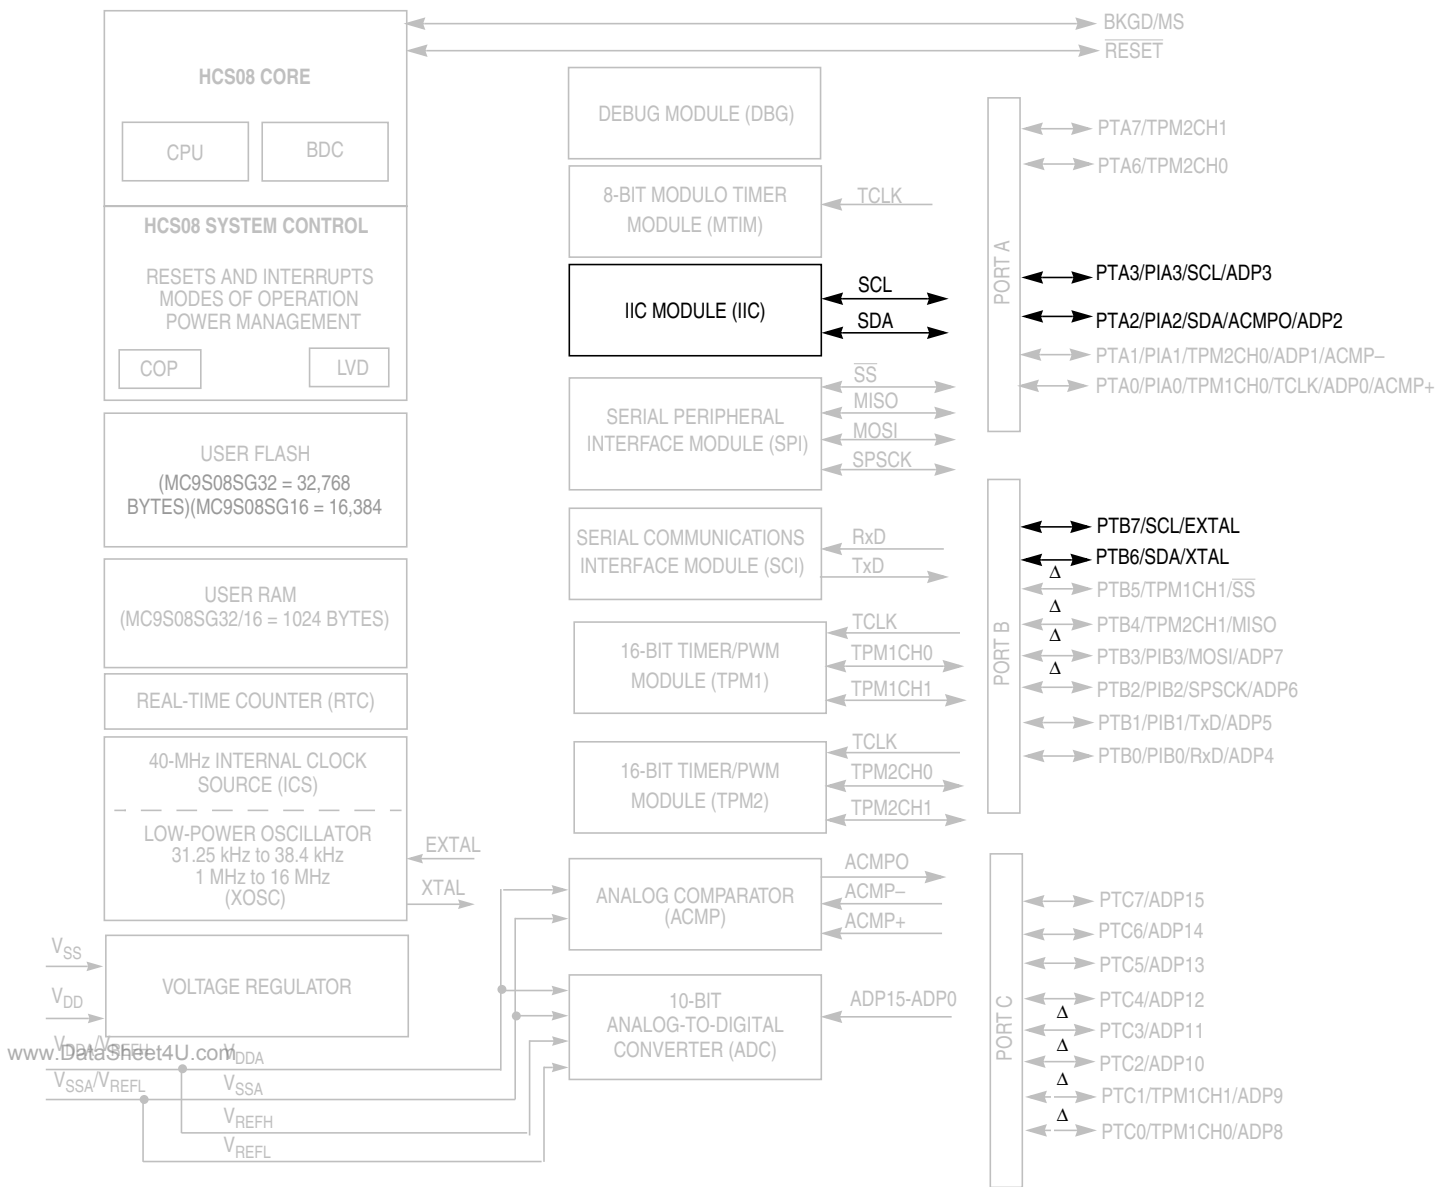 BKGD/MS
RESET
HCS08 CORE
CPU
BDC
HCS08 SYSTEM CONTROL
RESETS AND INTERRUPTS
MODES OF OPERATION
POWER MANAGEMENT
COP
LVD
USER FLASH
(MC9S08SG32 = 32,768
BYTES)(MC9S08SG16 = 16,384
USER RAM
(MC9S08SG32/16 = 1024 BYTES)
REAL-TIME COUNTER (RTC)
40-MHz INTERNAL CLOCK
SOURCE (ICS)
LOW-POWER OSCILLATOR
31.25 kHz to 38.4 kHz
1 MHz to 16 MHz
(XOSC)
EXTAL
XTAL
VSS
VDD
VOLTAGE REGULATOR
VDDA/VREFH
www.DataSheet4U.com
VDDA
VSSA/VREFL
VSSA
VREFH
VREFL
DEBUG MODULE (DBG)
8-BIT MODULO TIMER
MODULE (MTIM)
TCLK
IIC MODULE (IIC)
SCL
SDA
SERIAL PERIPHERAL
INTERFACE MODULE (SPI)
SS
MISO
MOSI
SPSCK
SERIAL COMMUNICATIONS
INTERFACE MODULE (SCI)
RxD
TxD
16-BIT TIMER/PWM
MODULE (TPM1)
TCLK
TPM1CH0
TPM1CH1
16-BIT TIMER/PWM
MODULE (TPM2)
TCLK
TPM2CH0
TPM2CH1
ANALOG COMPARATOR
(ACMP)
ACMPO
ACMP–
ACMP+
10-BIT
ANALOG-TO-DIGITAL
CONVERTER (ADC)
ADP15-ADP0
PORT A
PTA7/TPM2CH1
PTA6/TPM2CH0
PTA3/PIA3/SCL/ADP3
PTA2/PIA2/SDA/ACMPO/ADP2
PTA1/PIA1/TPM2CH0/ADP1/ACMP–
PTA0/PIA0/TPM1CH0/TCLK/ADP0/ACMP+
PORT B
PTB7/SCL/EXTAL
PTB6/SDA/XTAL
Δ
PTB5/TPM1CH1/SS
Δ
PTB4/TPM2CH1/MISO
Δ
PTB3/PIB3/MOSI/ADP7
Δ
PTB2/PIB2/SPSCK/ADP6
PTB1/PIB1/TxD/ADP5
PTB0/PIB0/RxD/ADP4
PORT C
PTC7/ADP15
PTC6/ADP14
PTC5/ADP13
PTC4/ADP12
Δ
PTC3/ADP11
Δ
PTC2/ADP10
Δ
PTC1/TPM1CH1/ADP9
Δ
PTC0/TPM1CH0/ADP8